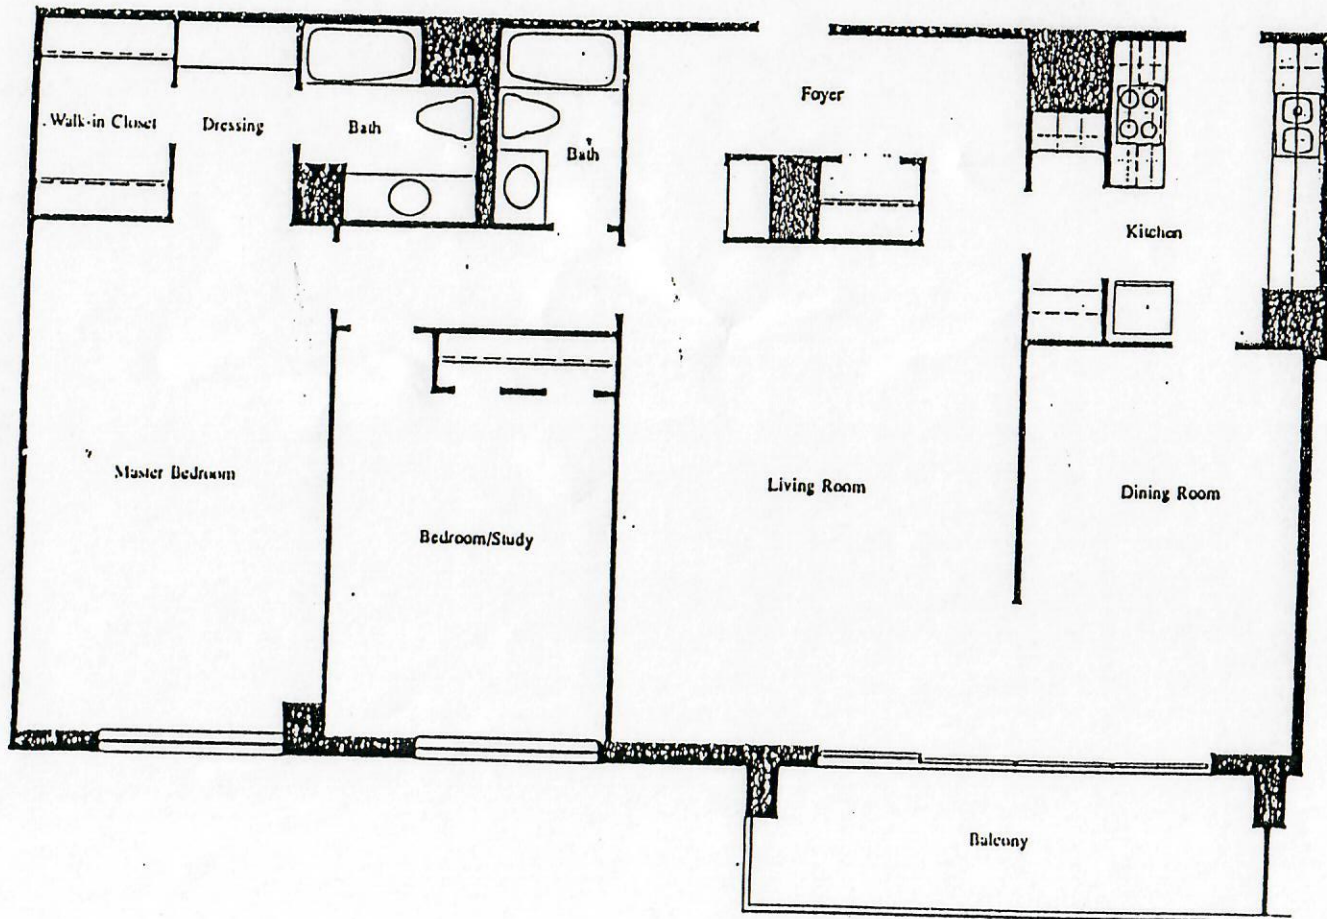 Foyer
Walk-in Closet
Dressing
Bath
Bath
Kitchen
Master Bedroom
Living Room
Dining Room
Bedroom/Study
Balcony